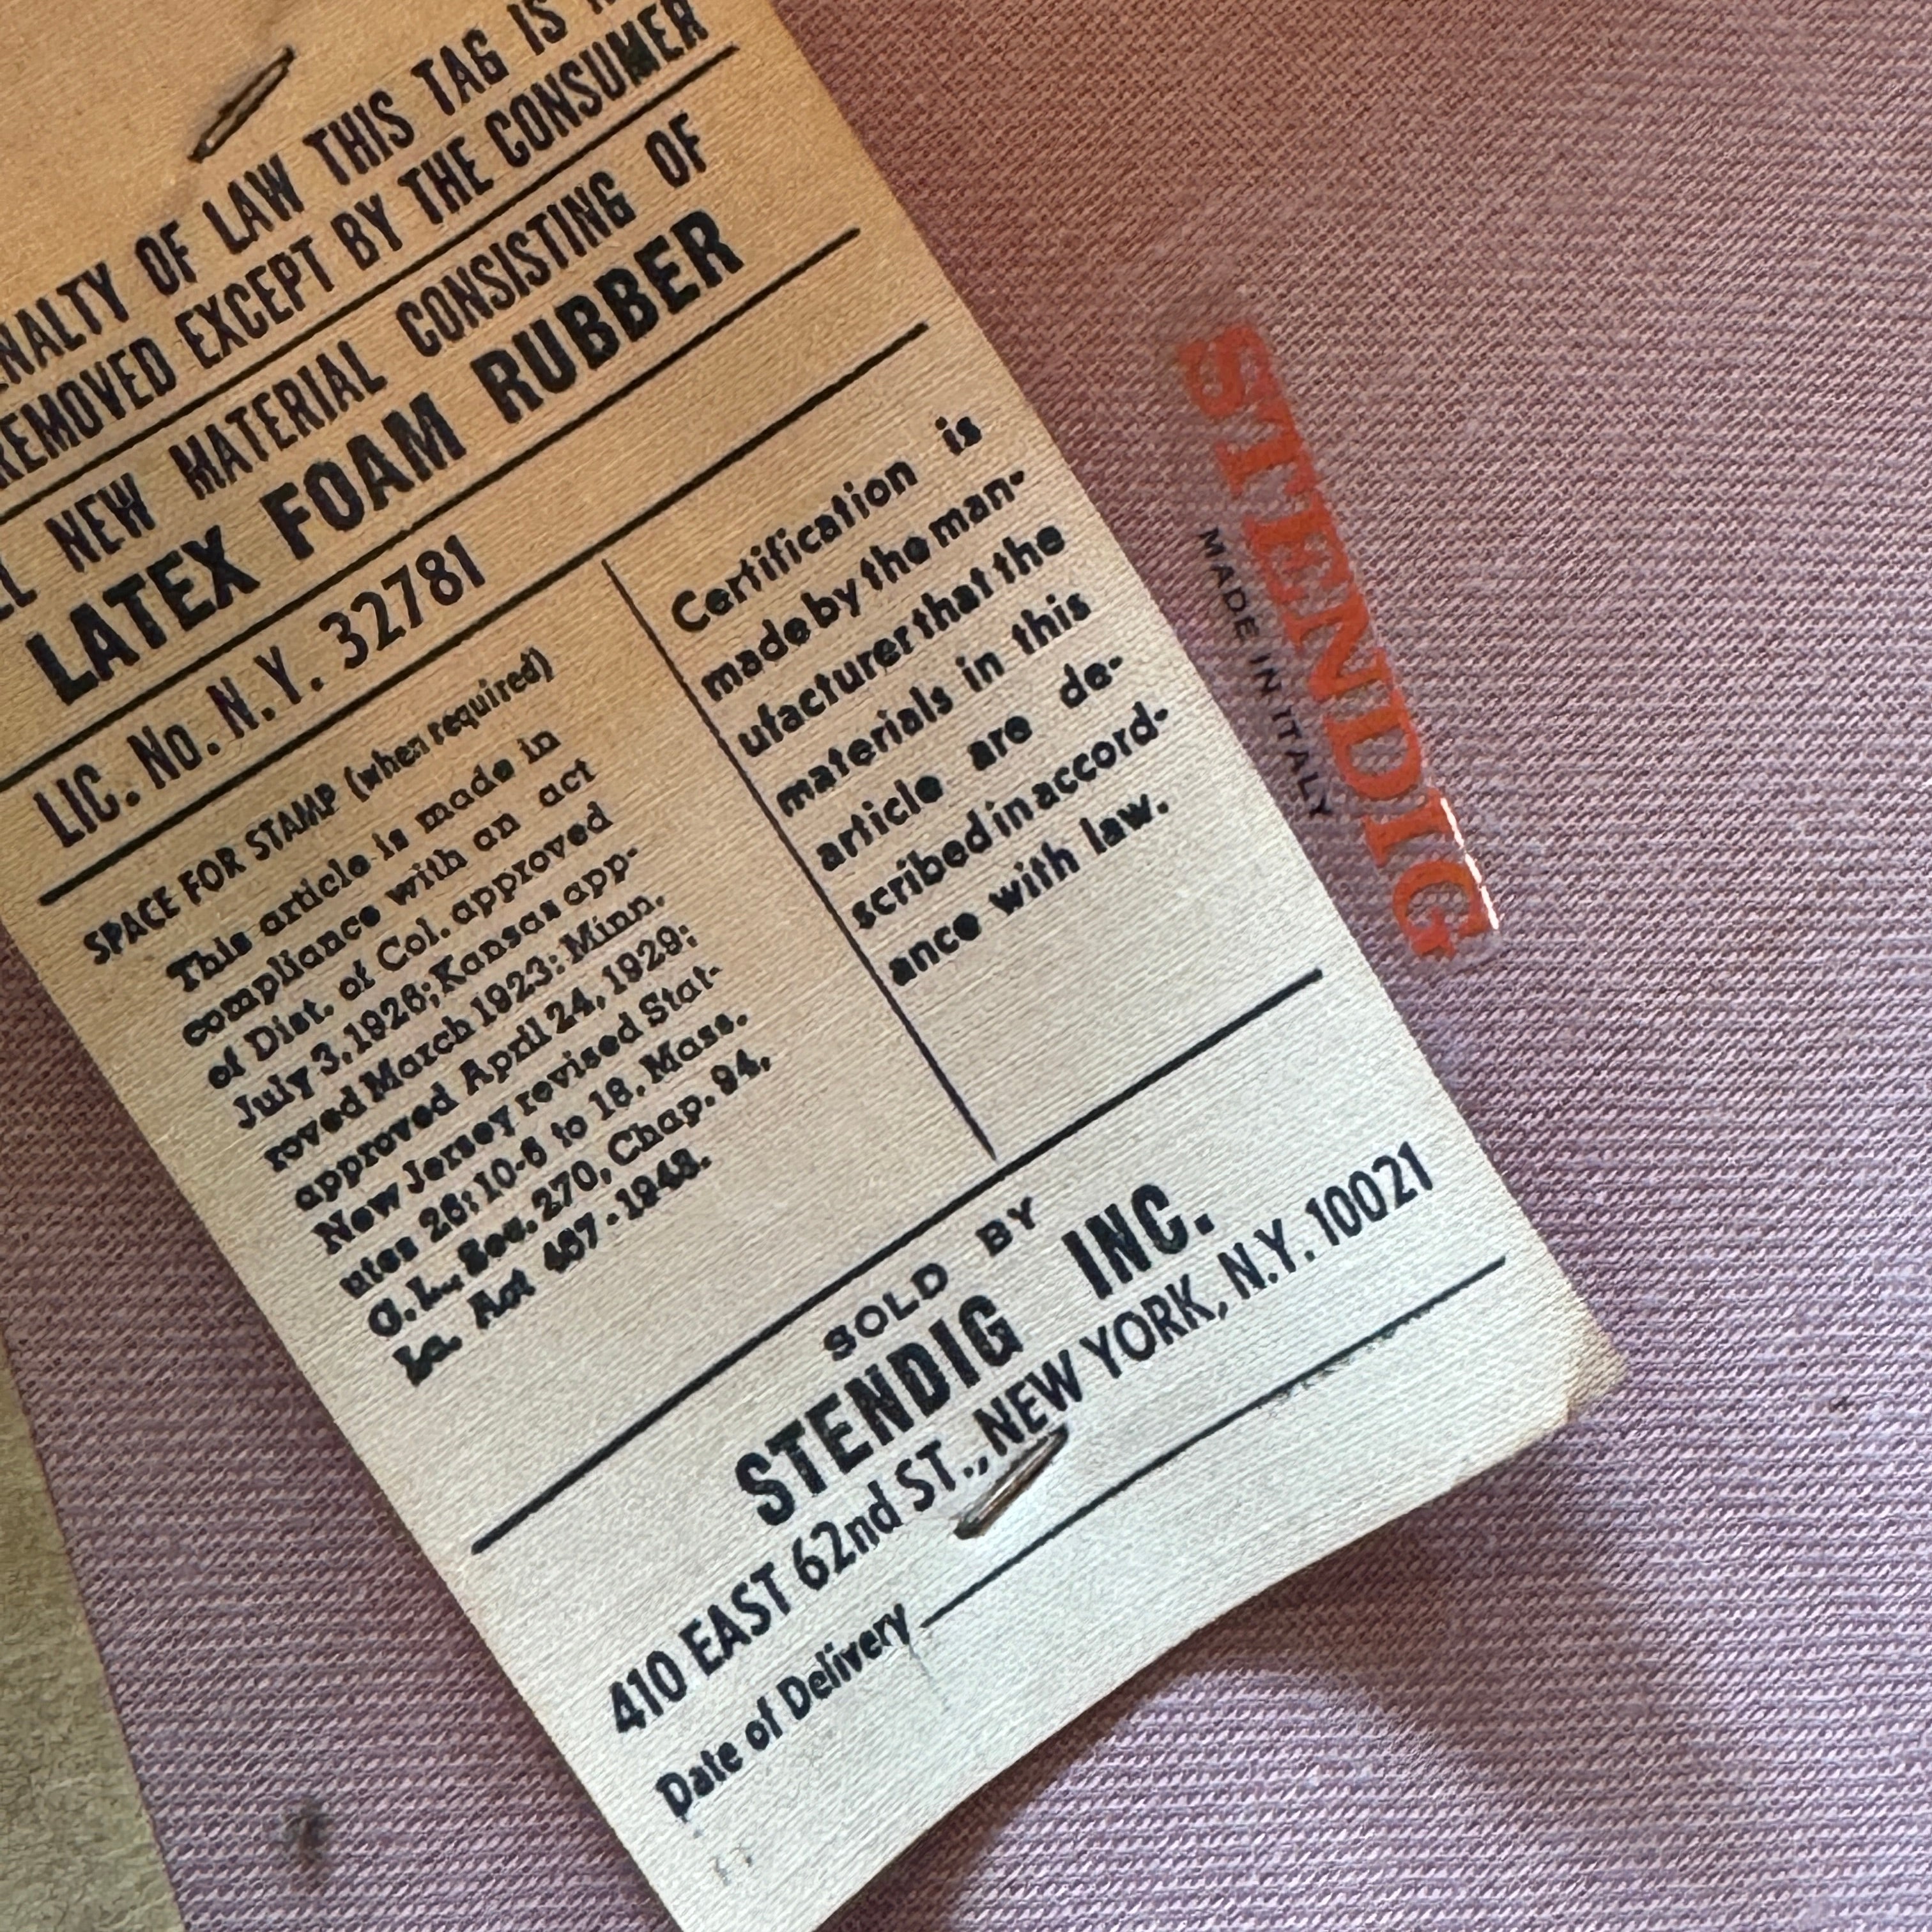 OF LAW THIS TAG IS
REMOVED EXCEPT BY THE CONSUMER
NEW MATERIAL CONSISTING OF
LATEX FOAM RUBBER
LIC. No. N.Y. 32781
SPACE FOR STAMP (when required)
This article is made in
compliance with an act
of Dist. of Col. approved
July 3, 1926; Kansas app-
roved March 1923: Minn.
approved April 24, 1929:
New Jersey revised Stat-
utes 26: 10-6 to 18. Mass.
G. L., Sec. 270, Chap. 94,
La. Act 467 - 1948.
Certification is
made by the man-
ufacturer that the
materials in this
article are de-
scribed in accord-
ance with law.
SOLD BY
STENDIG INC.
410 EAST 62nd ST., NEW YORK, N.Y. 10021
Date of Delivery
STENDIG
MADE IN ITALY